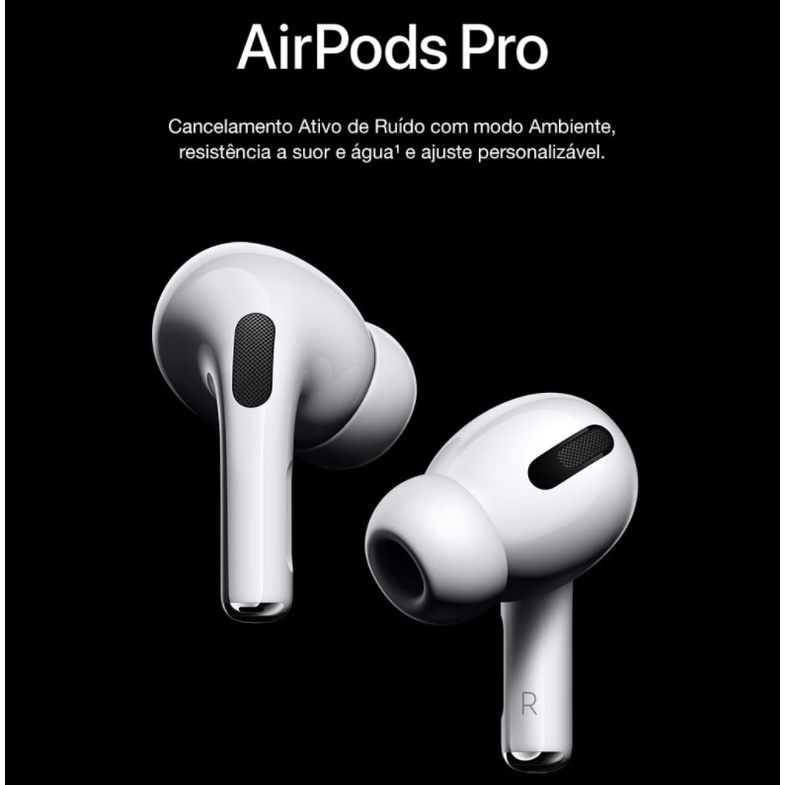 AirPods Pro
Cancelamento Ativo de Ruído com modo Ambiente,
resistência a suor e água¹ e ajuste personalizável.
R